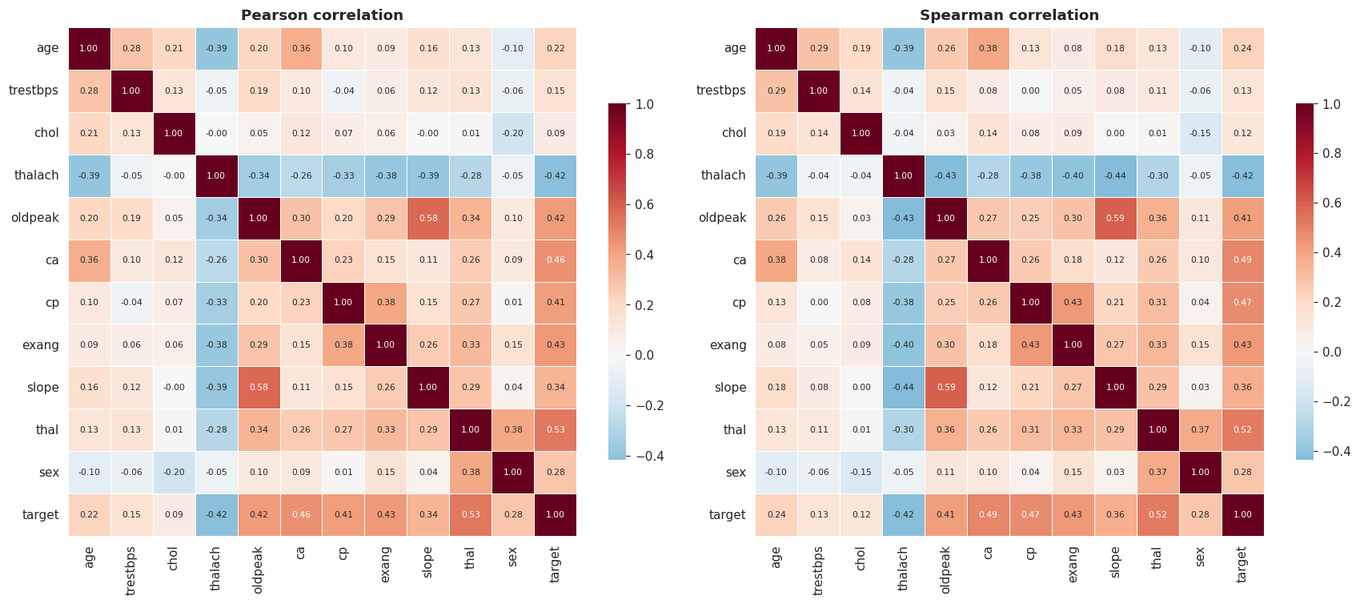 Pearson correlation
age 1.00 0.28 0.21 -0.39 0.20 0.36 0.10 0.09 0.16 0.13 -0.10 0.22
trestbps 0.28 1.00 0.13 -0.05 0.19 0.10 -0.04 0.06 0.12 0.13 -0.06 0.15
chol 0.21 0.13 1.00 -0.00 0.05 0.12 0.07 0.06 -0.00 0.01 -0.20 0.09
thalach -0.39 -0.05 -0.00 1.00 -0.34 -0.26 -0.33 -0.38 -0.39 -0.28 -0.05 -0.42
oldpeak 0.20 0.19 0.05 -0.34 1.00 0.30 0.20 0.29 0.58 0.34 0.10 0.42
ca 0.36 0.10 0.12 -0.26 0.30 1.00 0.23 0.15 0.11 0.26 0.09 0.46
cp 0.10 -0.04 0.07 -0.33 0.20 0.23 1.00 0.38 0.15 0.27 0.01 0.41
exang 0.09 0.06 0.06 -0.38 0.29 0.15 0.38 1.00 0.26 0.33 0.15 0.43
slope 0.16 0.12 -0.00 -0.39 0.58 0.11 0.15 0.26 1.00 0.29 0.04 0.34
thal 0.13 0.13 0.01 -0.28 0.34 0.26 0.27 0.33 0.29 1.00 0.38 0.53
sex -0.10 -0.06 -0.20 -0.05 0.10 0.09 0.01 0.15 0.04 0.38 1.00 0.28
target 0.22 0.15 0.09 -0.42 0.42 0.46 0.41 0.43 0.34 0.53 0.28 1.00
age trestbps chol thalach oldpeak ca cp exang slope thal sex target
1.0
0.8
0.6
0.4
0.2
0.0
−0.2
−0.4
Spearman correlation
age 1.00 0.29 0.19 -0.39 0.26 0.38 0.13 0.08 0.18 0.13 -0.10 0.24
trestbps 0.29 1.00 0.14 -0.04 0.15 0.08 0.00 0.05 0.08 0.11 -0.06 0.13
chol 0.19 0.14 1.00 -0.04 0.03 0.14 0.08 0.09 0.00 0.01 -0.15 0.12
thalach -0.39 -0.04 -0.04 1.00 -0.43 -0.28 -0.38 -0.40 -0.44 -0.30 -0.05 -0.42
oldpeak 0.26 0.15 0.03 -0.43 1.00 0.27 0.25 0.30 0.59 0.36 0.11 0.41
ca 0.38 0.08 0.14 -0.28 0.27 1.00 0.26 0.18 0.12 0.26 0.10 0.49
cp 0.13 0.00 0.08 -0.38 0.25 0.26 1.00 0.43 0.21 0.31 0.04 0.47
exang 0.08 0.05 0.09 -0.40 0.30 0.18 0.43 1.00 0.27 0.33 0.15 0.43
slope 0.18 0.08 0.00 -0.44 0.59 0.12 0.21 0.27 1.00 0.29 0.03 0.36
thal 0.13 0.11 0.01 -0.30 0.36 0.26 0.31 0.33 0.29 1.00 0.37 0.52
sex -0.10 -0.06 -0.15 -0.05 0.11 0.10 0.04 0.15 0.03 0.37 1.00 0.28
target 0.24 0.13 0.12 -0.42 0.41 0.49 0.47 0.43 0.36 0.52 0.28 1.00
age trestbps chol thalach oldpeak ca cp exang slope thal sex target
1.0
0.8
0.6
0.4
0.2
0.0
−0.2
−0.4